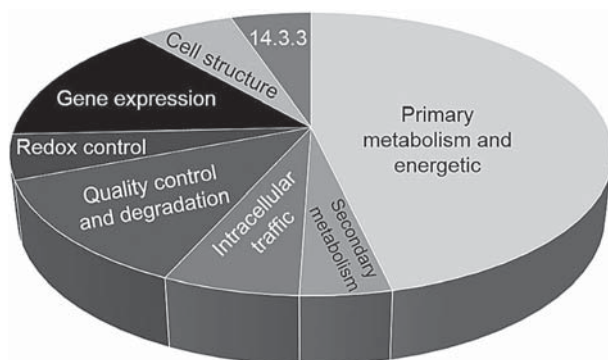 14.3.3
Cell structure
Gene expression
Redox control
Quality control
and degradation
Intracellular
traffic
Secondary
metabolism
Primary
metabolism and
energetic